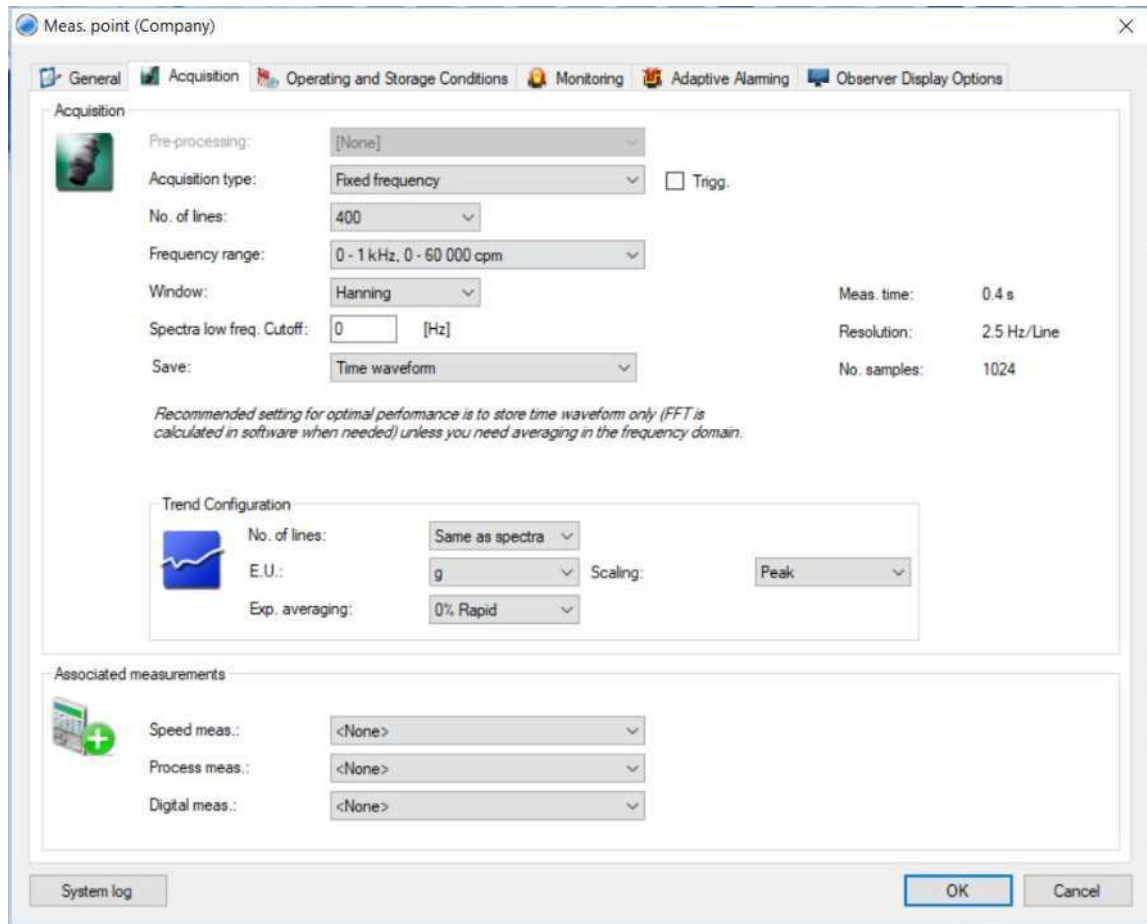 Meas. point (Company)
General Acquisition Operating and Storage Conditions Monitoring Adaptive Alarming Observer Display Options
Acquisition
Pre-processing: [None]
Acquisition type: Fixed frequency Trigg.
No. of lines: 400
Frequency range: 0 - 1 kHz, 0 - 60 000 cpm
Window: Hanning Meas. time: 0.4 s
Spectra low freq. Cutoff: 0 [Hz] Resolution: 2.5 Hz/Line
Save: Time waveform No. samples: 1024
Recommended setting for optimal performance is to store time waveform only (FFT is
calculated in software when needed) unless you need averaging in the frequency domain.
Trend Configuration
No. of lines: Same as spectra
E.U.: g Scaling: Peak
Exp. averaging: 0% Rapid
Associated measurements
Speed meas.: <None>
Process meas.: <None>
Digital meas.: <None>
System log OK Cancel